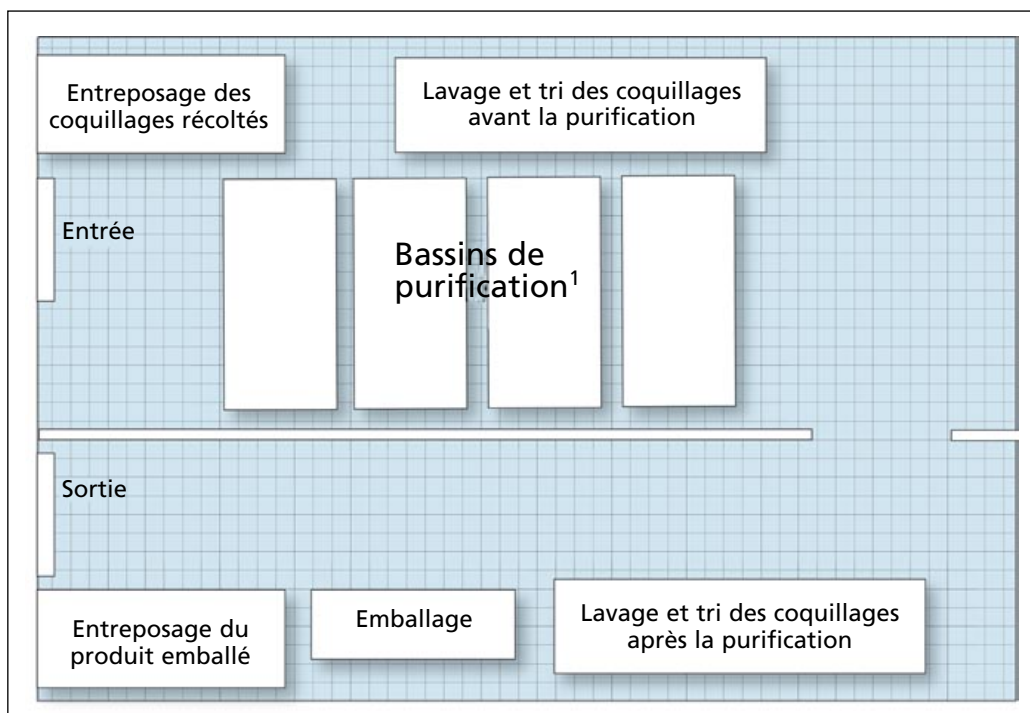 Entreposage des
coquillages récoltés
Lavage et tri des coquillages
avant la purification
Entrée
Bassins de
purification¹
Sortie
Entreposage du
produit emballé
Emballage
Lavage et tri des coquillages
après la purification